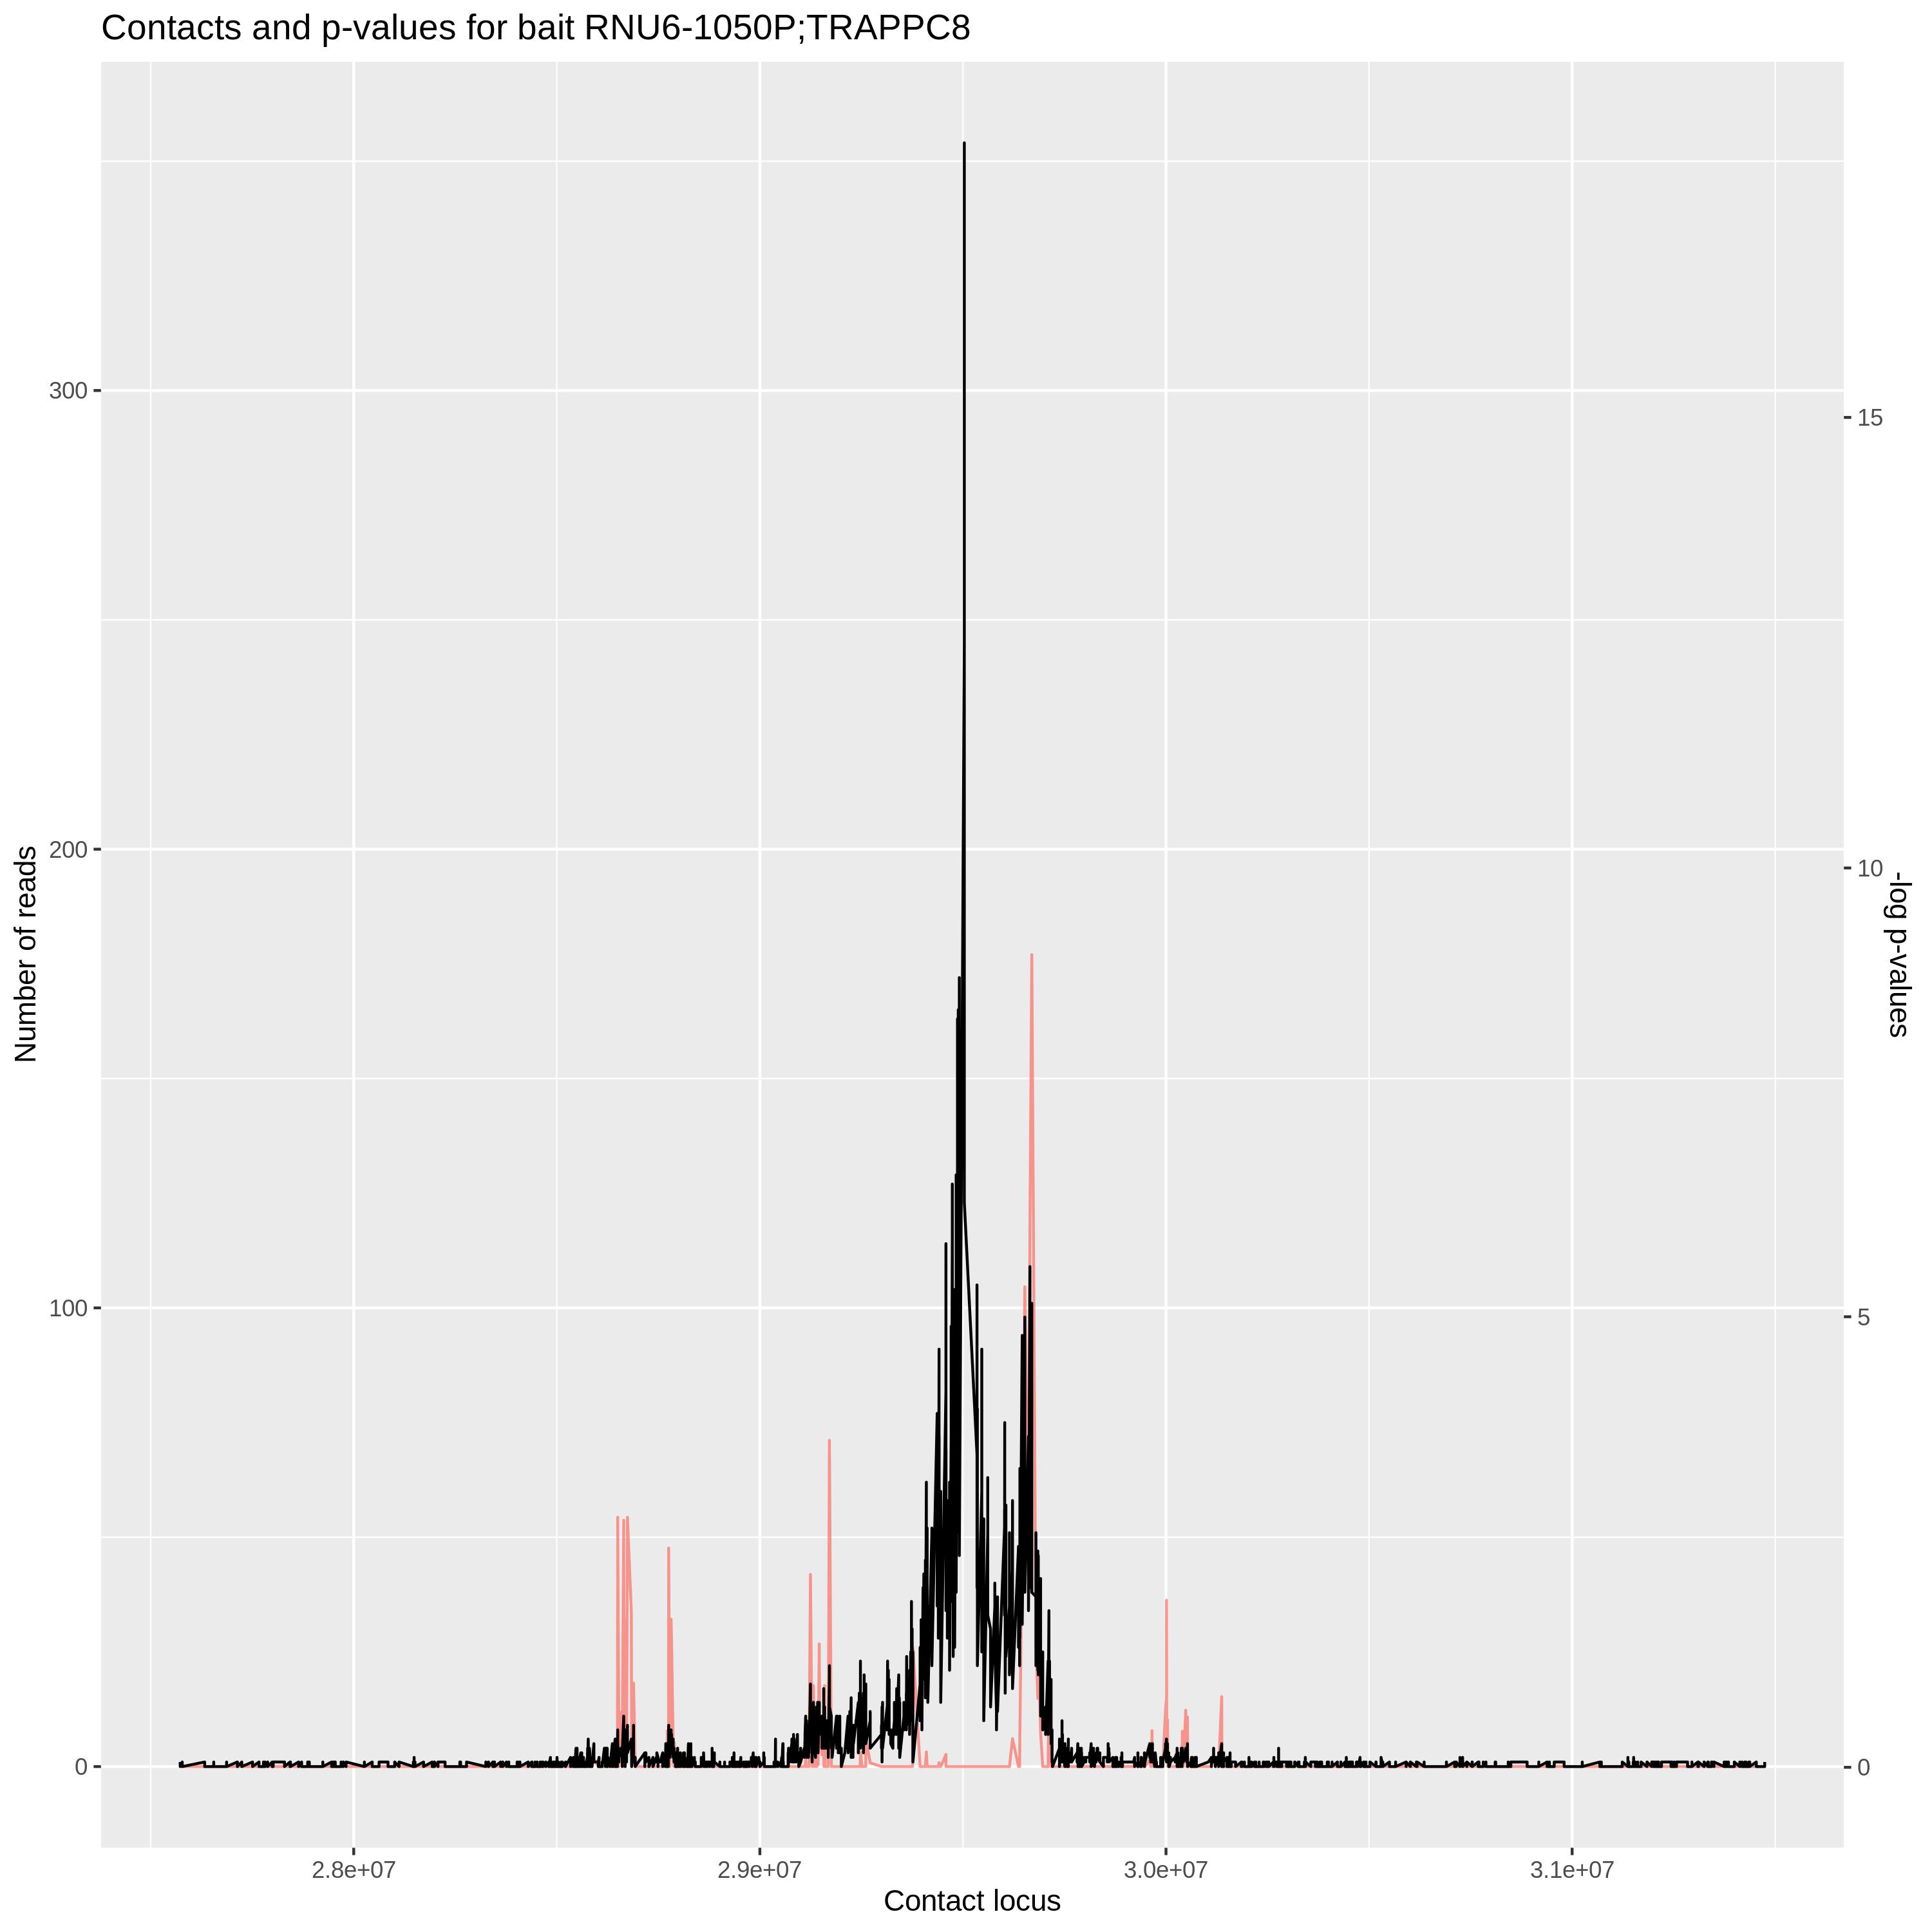 Contacts and p-values for bait RNU6-1050P;TRAPPC8
300
200
100
0
Number of reads
15
10
5
0
-log p-values
2.8e+07
2.9e+07
3.0e+07
3.1e+07
Contact locus